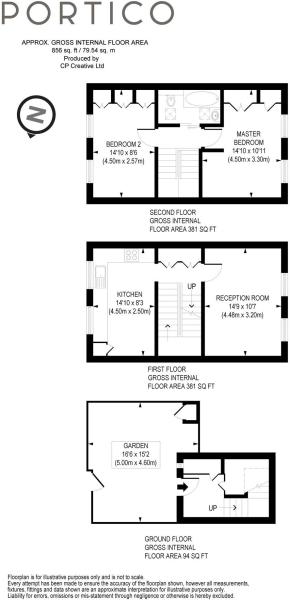 PORTICO
APPROX. GROSS INTERNAL FLOOR AREA
856 sq. ft / 79.54 sq. m
Produced by
CP Creative Ltd
N
BEDROOM 2
14'10 x 8'6
(4.50m x 2.57m)
MASTER
BEDROOM
14'10 x 10'11
(4.50m x 3.30m)
SECOND FLOOR
GROSS INTERNAL
FLOOR AREA 381 SQ FT
KITCHEN
14'10 x 8'3
(4.50m x 2.50m)
UP
RECEPTION ROOM
14'9 x 10'7
(4.48m x 3.20m)
FIRST FLOOR
GROSS INTERNAL
FLOOR AREA 381 SQ FT
GARDEN
16'6 x 15'2
(5.00m x 4.60m)
UP
GROUND FLOOR
GROSS INTERNAL
FLOOR AREA 94 SQ FT
Floorplan is for illustrative purposes only and is not to scale.
Every attempt has been made to ensure the accuracy of the floorplan shown, however all measurements,
fixtures, fittings and data shown are an approximate interpretation for illustrative purposes only.
Liability for errors, omissions or mis-statement through negligence or otherwise is hereby excluded.